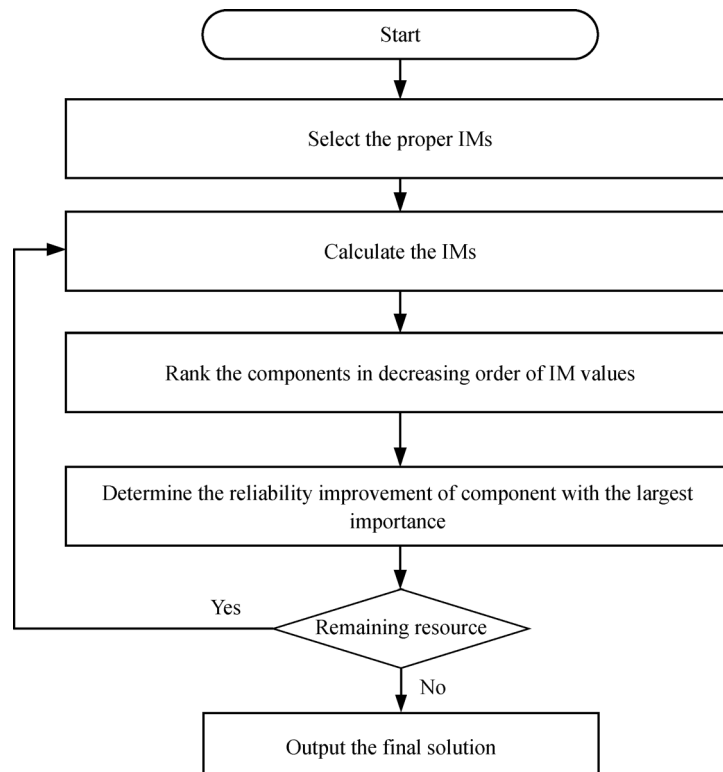 Start
Select the proper IMs
Calculate the IMs
Rank the components in decreasing order of IM values
Determine the reliability improvement of component with the largest
importance
Yes
Remaining resource
No
Output the final solution